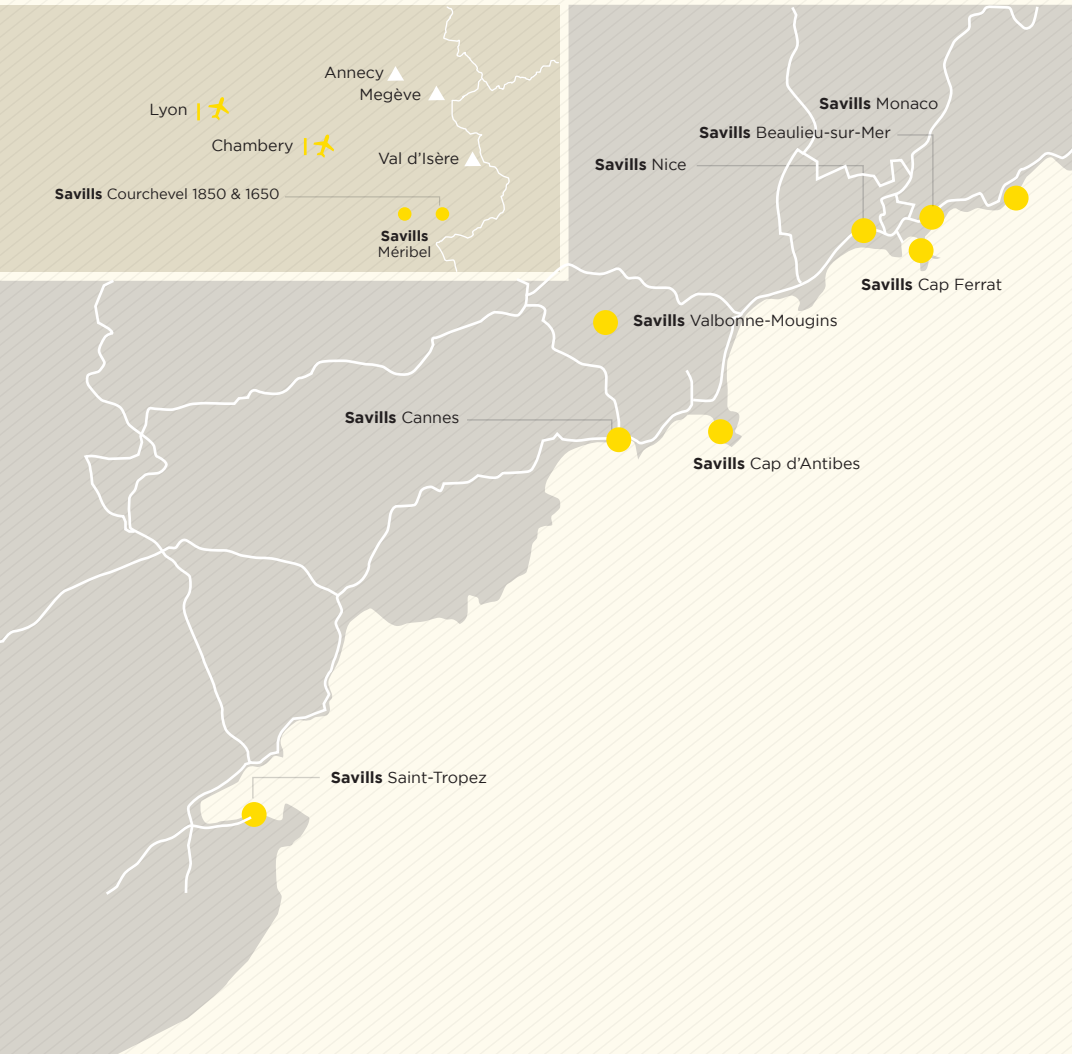 Annecy
Megève
Lyon
Chambery
Val d'Isère
Savills Courchevel 1850 & 1650
Savills
Méribel
Savills Monaco
Savills Beaulieu-sur-Mer
Savills Nice
Savills Cap Ferrat
Savills Valbonne-Mougins
Savills Cannes
Savills Cap d'Antibes
Savills Saint-Tropez